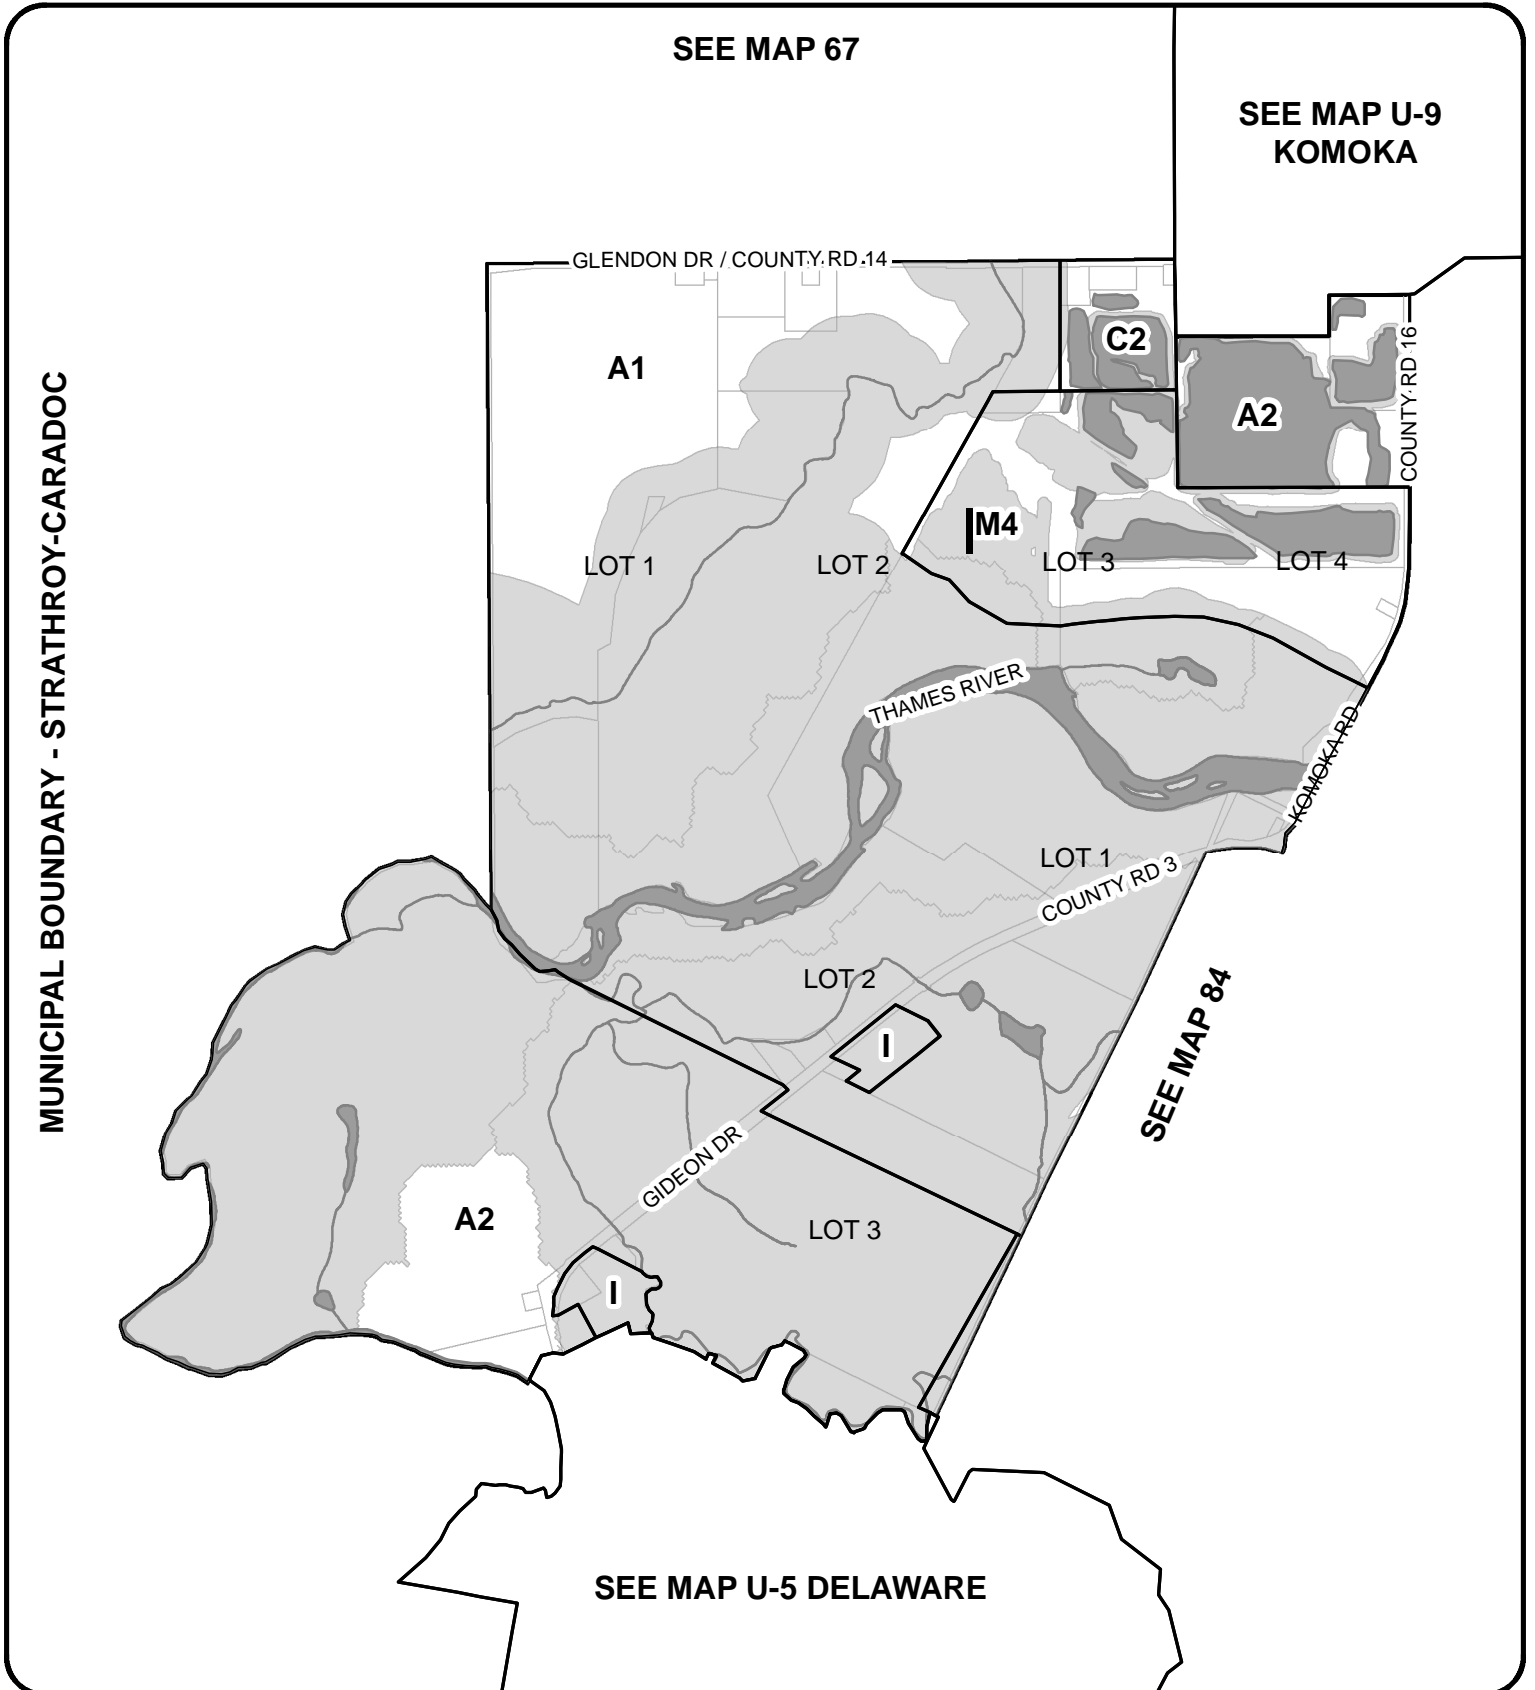 SEE MAP 67
SEE MAP U-9
KOMOKA
GLENDON DR / COUNTY RD 14
C2
A1
COUNTY RD 16
A2
MUNICIPAL BOUNDARY - STRATHROY-CARADOC
M4
LOT 1
LOT 2
LOT 3
LOT 4
THAMES RIVER
KOMOKA RD
LOT 1
COUNTY RD 3
LOT 2
I
SEE MAP 84
GIDEON DR
A2
LOT 3
I
SEE MAP U-5 DELAWARE